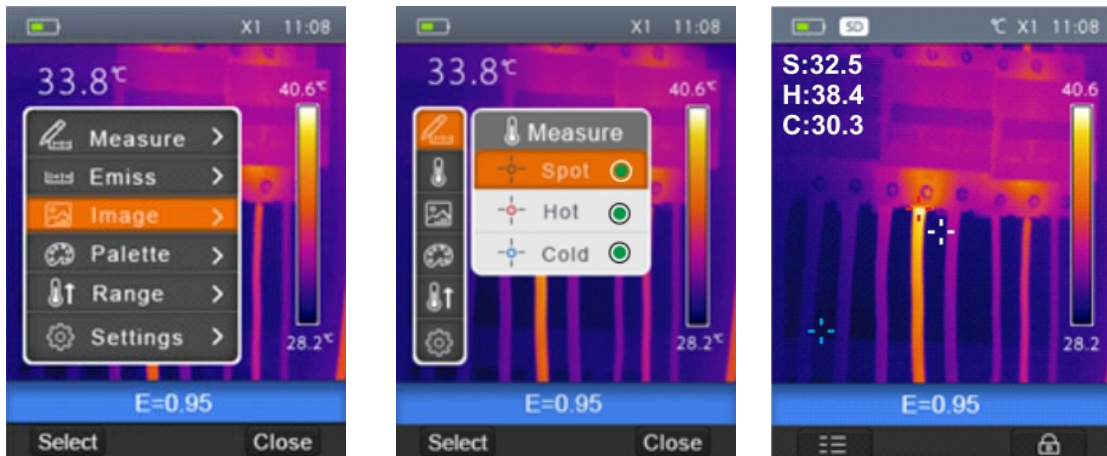 X1 11:08
33.8℃
40.6℃
Measure
Emiss
Image
Palette
Range
Settings
28.2℃
E=0.95
Select Close
X1 11:08
33.8℃
40.6℃
Measure
Spot
Hot
Cold
28.2℃
E=0.95
Select Close
SD ℃ X1 11:08
S:32.5
H:38.4
C:30.3
40.6
28.2
E=0.95